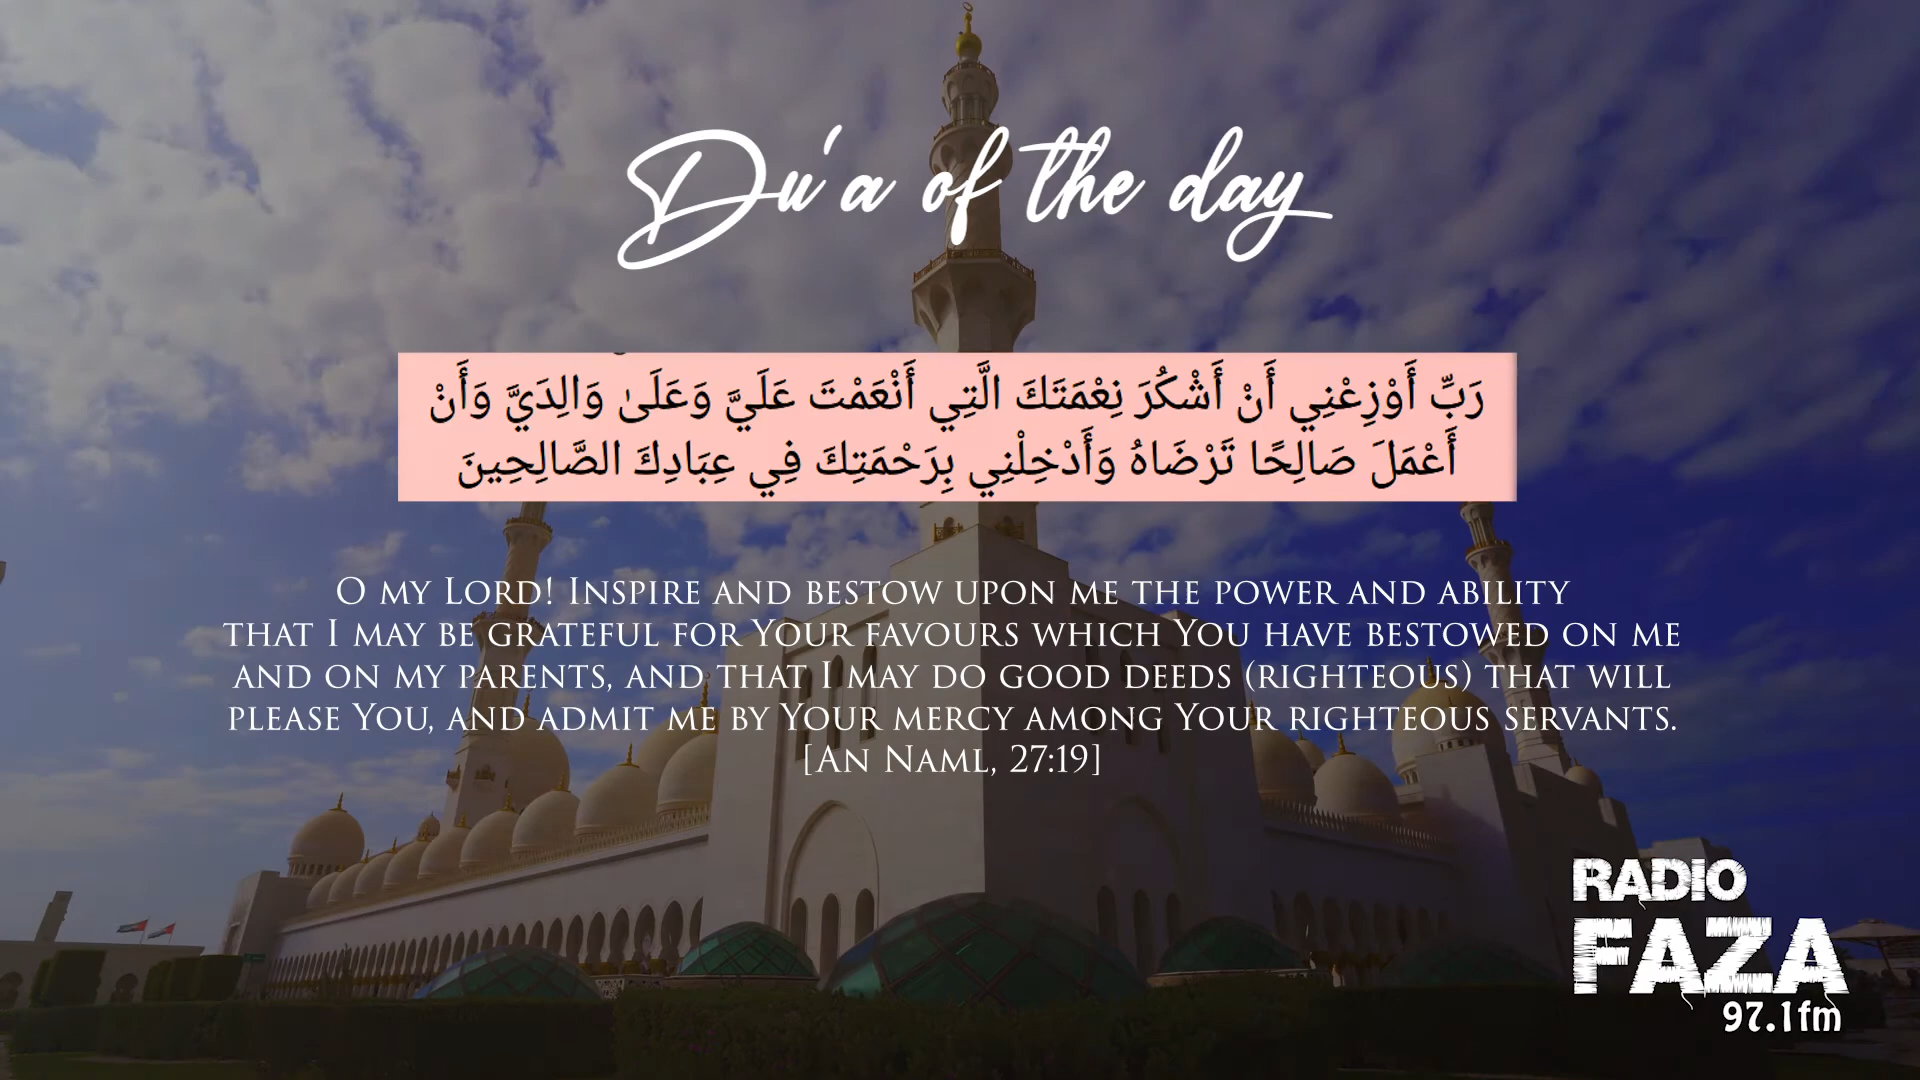 Du'a of the day
رَبِّ أَوْزِعْنِي أَنْ أَشْكُرَ نِعْمَتَكَ الَّتِي أَنْعَمْتَ عَلَيَّ وَعَلَىٰ وَالِدَيَّ وَأَنْ
أَعْمَلَ صَالِحًا تَرْضَاهُ وَأَدْخِلْنِي بِرَحْمَتِكَ فِي عِبَادِكَ الصَّالِحِينَ
O my Lord! Inspire and bestow upon me the power and ability
that I may be grateful for Your favours which You have bestowed on me
and on my parents, and that I may do good deeds (righteous) that will
please You, and admit me by Your mercy among Your righteous servants.
[An Naml, 27:19]
RADIO
FAZA
97.1fm